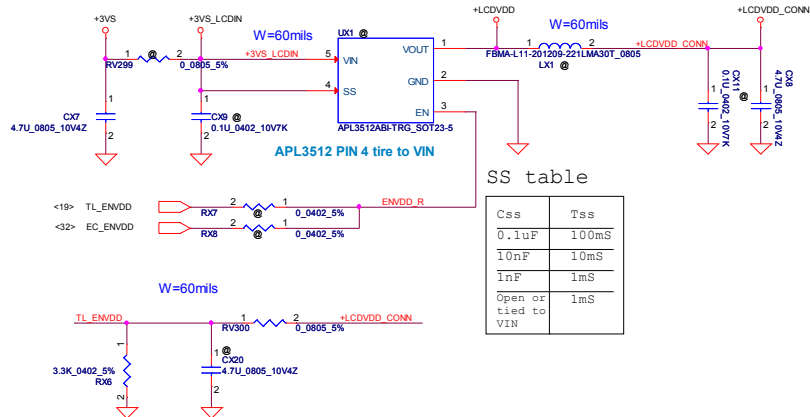 +3VS
+3VS_LCDIN
W=60mils
+3VS_LCDIN
RV299
1
@
2
0_0805_5%
1
CX7
4.7U_0805_10V4Z
2
1
CX9 @
0.1U_0402_10V7K
2
UX1 @
5
VIN
4
SS
VOUT
1
GND
2
EN
3
APL3512ABI-TRG_SOT23-5
APL3512 PIN 4 tire to VIN
+LCDVDD
W=60mils
1
2
FBMA-L11-201209-221LMA30T_0805
LX1 @
+LCDVDD_CONN
+LCDVDD_CONN
1
2
CX11 @
0.1U_0402_10V7K
1
2
CX8
4.7U_0805_10V4Z
<19> TL_ENVDD
2
1
RX7
@
0_0402_5%
ENVDD_R
<32> EC_ENVDD
2
1
RX8
@
0_0402_5%
SS table
Css Tss
0.1uF 100mS
10nF 10mS
1nF 1mS
Open or tied to VIN 1mS
W=60mils
TL_ENVDD
1
2
RV300
0_0805_5%
+LCDVDD_CONN
1
3.3K_0402_5%
RX6
2
1
@
CX20
4.7U_0805_10V4Z
2